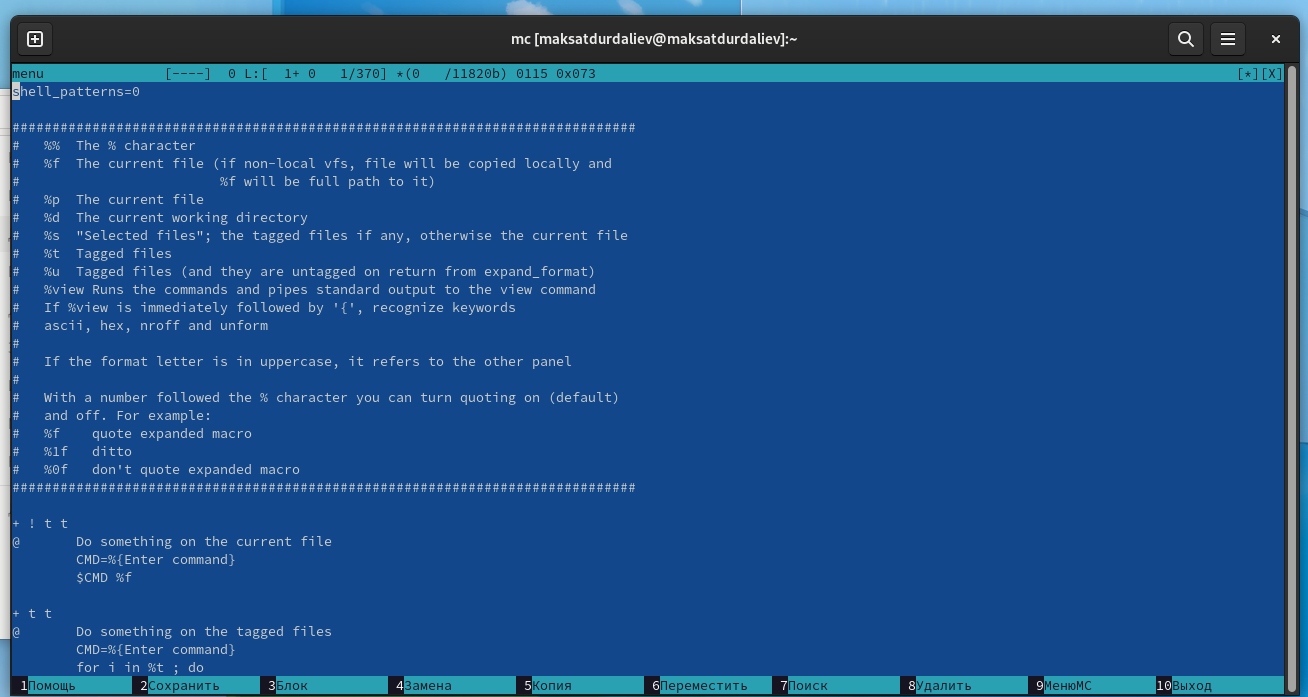 mc [maksatdurdaliev@maksatdurdaliev]:~
menu               [----]  0 L:[  1+ 0   1/370] *(0   /11820b) 0115 0x073                    [*][X]
shell_patterns=0
##############################################################################
#   %%  The % character
#   %f  The current file (if non-local vfs, file will be copied locally and
#                         %f will be full path to it)
#   %p  The current file
#   %d  The current working directory
#   %s  "Selected files"; the tagged files if any, otherwise the current file
#   %t  Tagged files
#   %u  Tagged files (and they are untagged on return from expand_format)
#   %view Runs the commands and pipes standard output to the view command
#   If %view is immediately followed by '{', recognize keywords
#   ascii, hex, nroff and unform
#
#   If the format letter is in uppercase, it refers to the other panel
#
#   With a number followed the % character you can turn quoting on (default)
#   and off. For example:
#   %f    quote expanded macro
#   %1f   ditto
#   %0f   don't quote expanded macro
##############################################################################
+ ! t t
@       Do something on the current file
        CMD=%{Enter command}
        $CMD %f
+ t t
@       Do something on the tagged files
        CMD=%{Enter command}
        for i in %t ; do
1Помощь 2Сохранить 3Блок 4Замена 5Копия 6Переместить 7Поиск 8Удалить 9МенюMC 10Выход